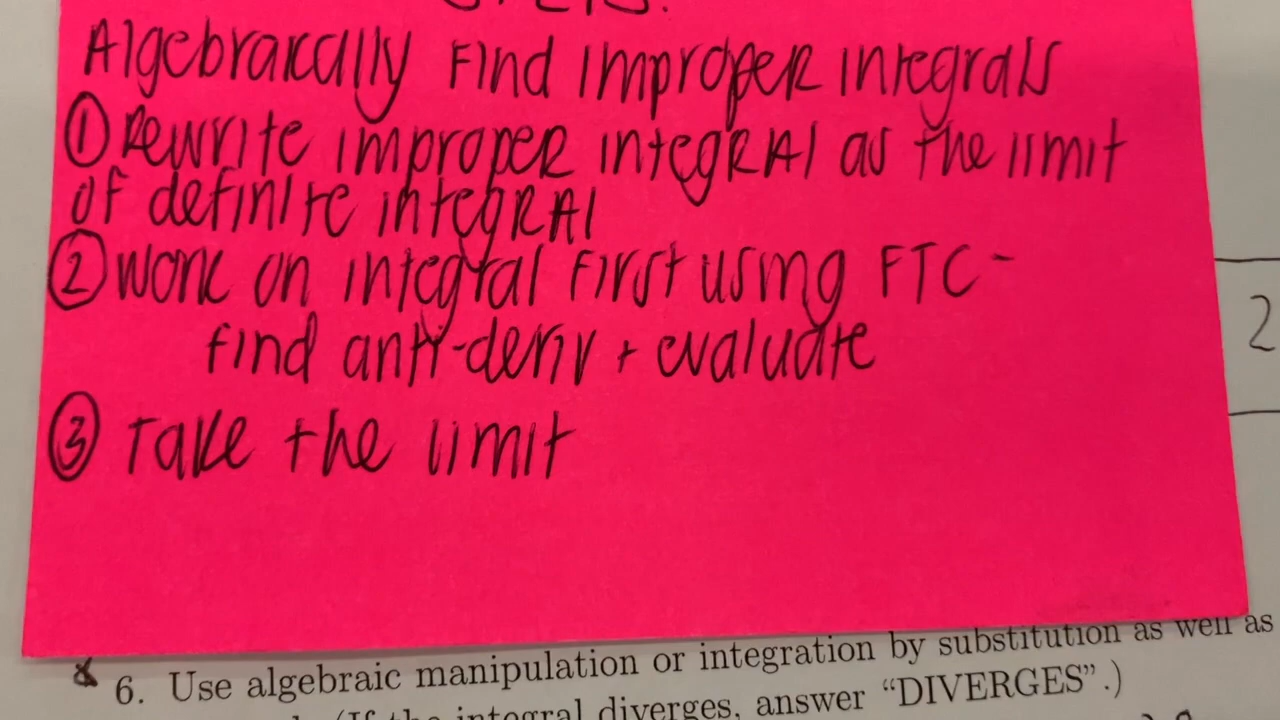 STEPS:
Algebraically Find Improper integrals
① Rewrite improper integRAl as the limit
of definite integRAl
② Work on integral first using FTC -
find anti-deriv + evaluate
③ Take the limit
2
6. Use algebraic manipulation or integration by substitution as well as
(If the integral diverges, answer “DIVERGES”.)